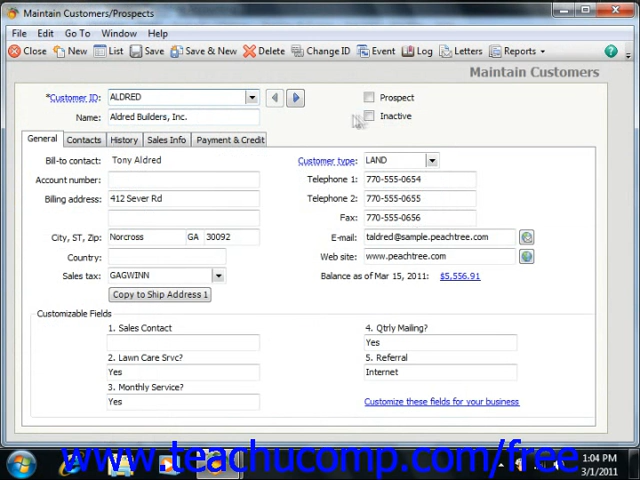 Maintain Customers/Prospects
File Edit Go To Window Help
Close New List Save Save & New Delete Change ID Event Log Letters Reports
Maintain Customers
*Customer ID: ALDRED Prospect
Name: Aldred Builders, Inc. Inactive
General Contacts History Sales Info Payment & Credit
Bill-to contact: Tony Aldred Customer type: LAND
Account number: Telephone 1: 770-555-0654
Billing address: 412 Sever Rd Telephone 2: 770-555-0655
Fax: 770-555-0656
City, ST, Zip: Norcross GA 30092 E-mail: taldred@sample.peachtree.com
Country: Web site: www.peachtree.com
Sales tax: GAGWINN Balance as of Mar 15, 2011: $5,556.91
Copy to Ship Address 1
Customizable Fields
1. Sales Contact 4. Qtrly Mailing?
Yes
2. Lawn Care Srvc? 5. Referral
Yes Internet
3. Monthly Service?
Yes Customize these fields for your business
www.teachucomp.com/free
1:04 PM
3/1/2011